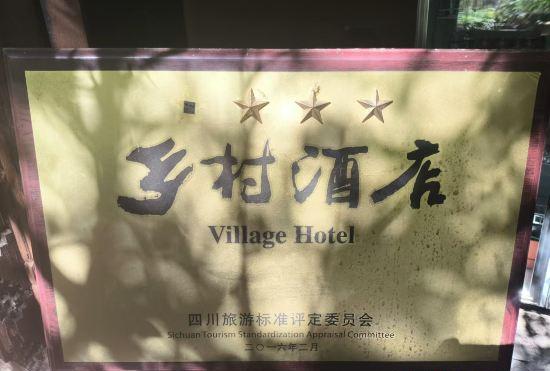 乡村酒店
Village Hotel
四川旅游标准评定委员会
Sichuan Tourism Standardization Appraisal Committee
二〇一六年二月